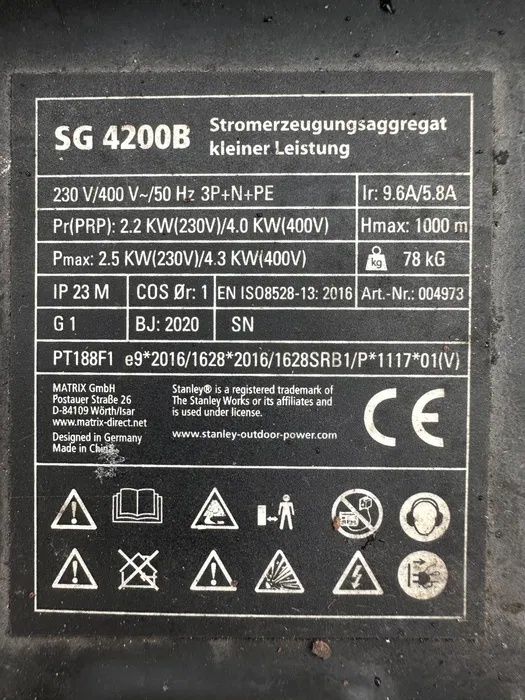 SG 4200B
Stromerzeugungsaggregat
kleiner Leistung
230 V/400 V~/50 Hz 3P+N+PE
Ir: 9.6A/5.8A
Pr(PRP): 2.2 KW(230V)/4.0 KW(400V)
Hmax: 1000 m
Pmax: 2.5 KW(230V)/4.3 KW(400V)
kg 78 kG
IP 23 M
COS Ør: 1
EN ISO8528-13: 2016
Art.-Nr.: 004973
G 1
BJ: 2020
SN
PT188F1 e9*2016/1628*2016/1628SRB1/P*1117*01(V)
MATRIX GmbH
Postauer Straße 26
D-84109 Wörth/Isar
www.matrix-direct.net
Designed in Germany
Made in China
Stanley® is a registered trademark of
The Stanley Works or its affiliates and
is used under license.
www.stanley-outdoor-power.com
CE